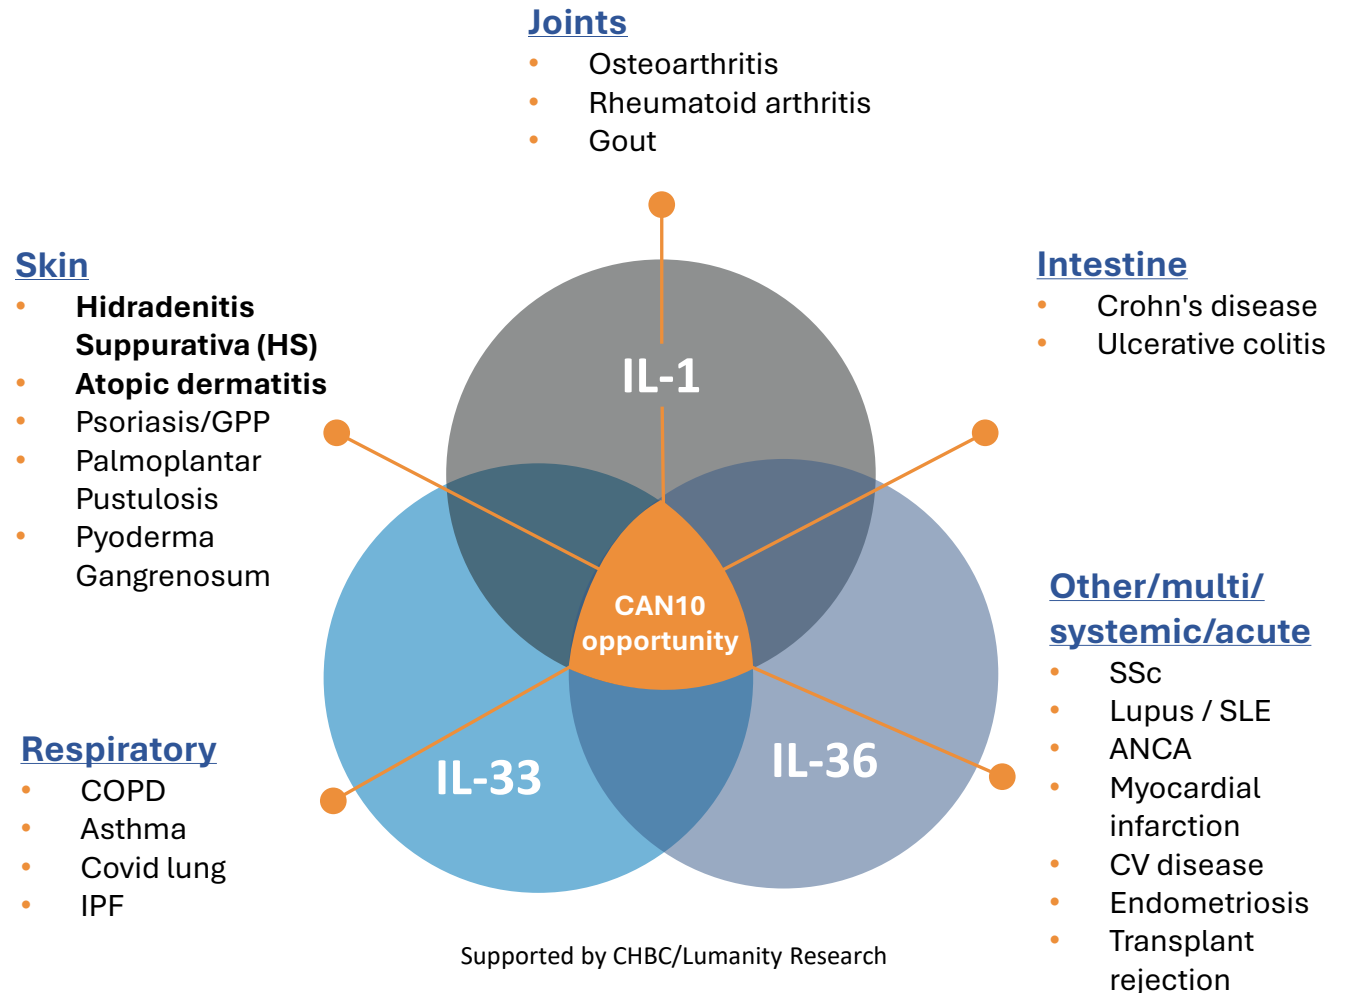 Joints
• Osteoarthritis
• Rheumatoid arthritis
• Gout
Skin
• Hidradenitis
Suppurativa (HS)
• Atopic dermatitis
• Psoriasis/GPP
• Palmoplantar
Pustulosis
• Pyoderma
Gangrenosum
Intestine
• Crohn's disease
• Ulcerative colitis
IL-1
CAN10
opportunity
IL-33
IL-36
Respiratory
• COPD
• Asthma
• Covid lung
• IPF
Other/multi/
systemic/acute
• SSc
• Lupus / SLE
• ANCA
• Myocardial
infarction
• CV disease
• Endometriosis
• Transplant
rejection
Supported by CHBC/Lumanity Research